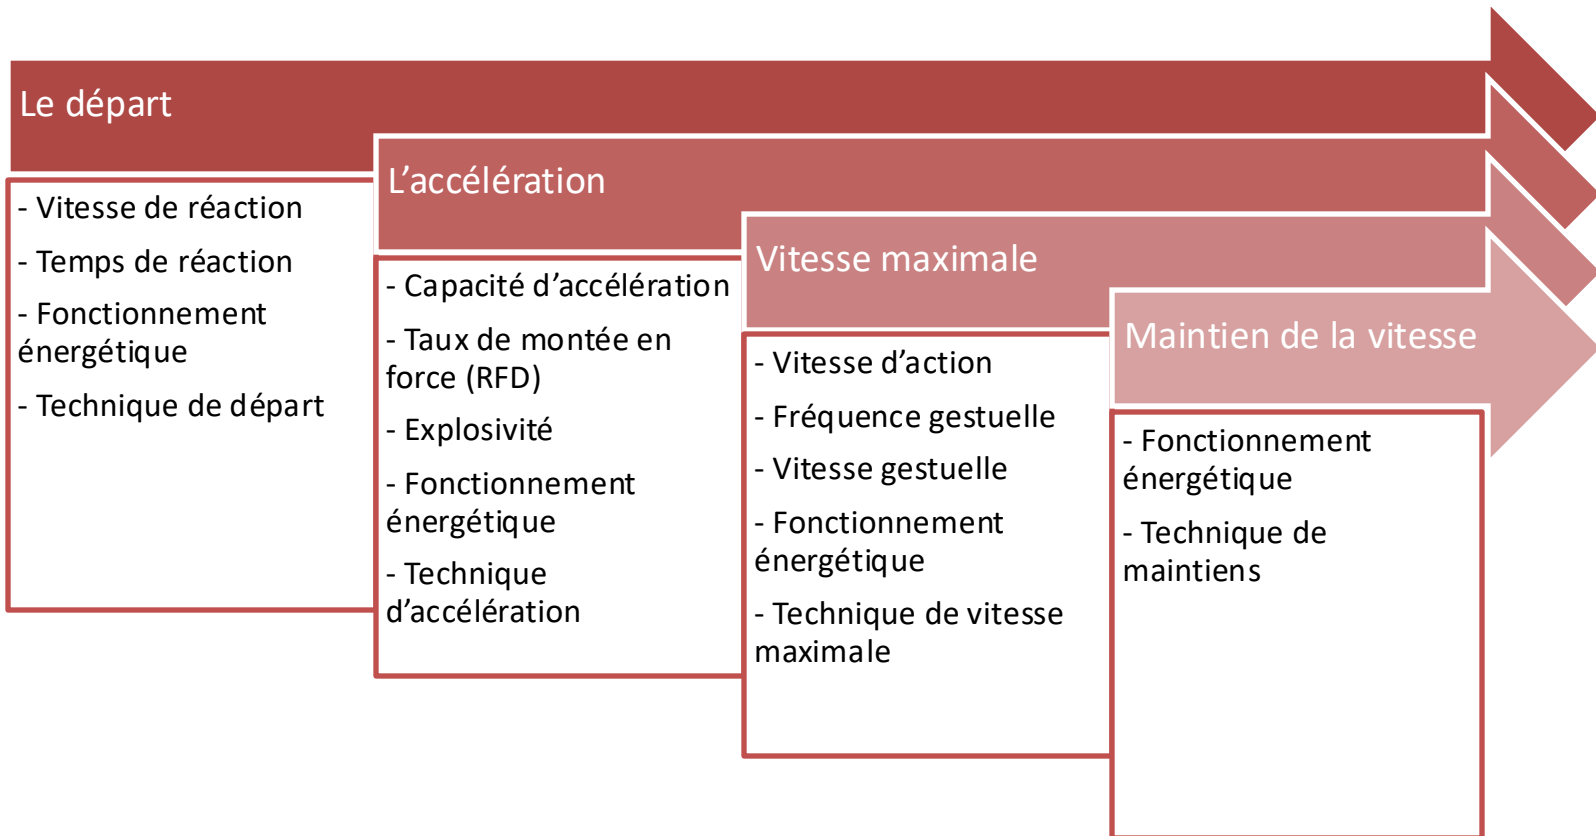 Le départ
- Vitesse de réaction
- Temps de réaction
- Fonctionnement
énergétique
- Technique de départ
L’accélération
- Capacité d’accélération
- Taux de montée en
force (RFD)
- Explosivité
- Fonctionnement
énergétique
- Technique
d’accélération
Vitesse maximale
- Vitesse d’action
- Fréquence gestuelle
- Vitesse gestuelle
- Fonctionnement
énergétique
- Technique de vitesse
maximale
Maintien de la vitesse
- Fonctionnement
énergétique
- Technique de
maintiens